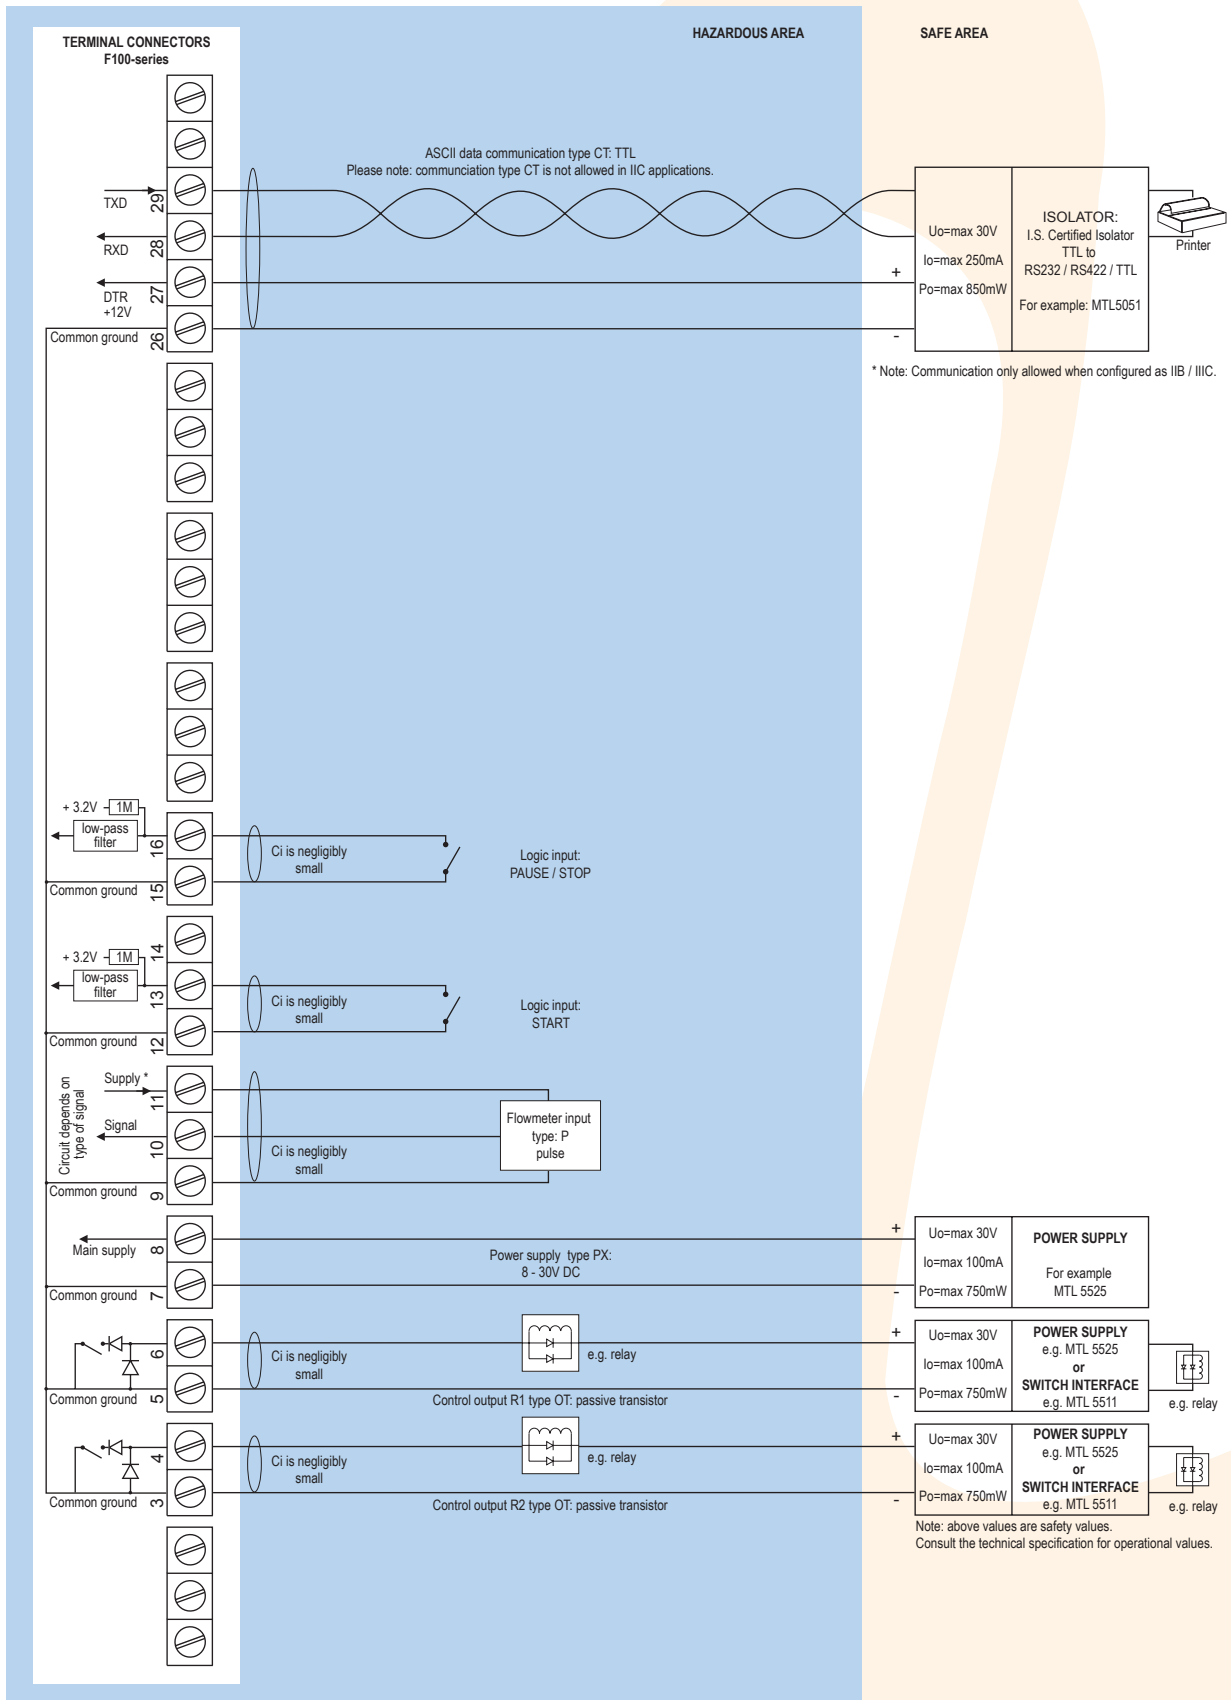 HAZARDOUS AREA
SAFE AREA
TERMINAL CONNECTORS
F100-series
ASCII data communication type CT: TTL
Please note: communciation type CT is not allowed in IIC applications.
TXD
29
RXD
28
DTR
+12V
27
Common ground
26
Uo=max 30V
Io=max 250mA
Po=max 850mW
+
-
ISOLATOR:
I.S. Certified Isolator
TTL to
RS232 / RS422 / TTL
For example: MTL5051
Printer
* Note: Communication only allowed when configured as IIB / IIIC.
+ 3.2V
1M
low-pass
filter
16
Common ground
15
Ci is negligibly
small
Logic input:
PAUSE / STOP
14
+ 3.2V
1M
low-pass
filter
13
Common ground
12
Ci is negligibly
small
Logic input:
START
Circuit depends on
type of signal
Supply *
11
Signal
10
Common ground
9
Ci is negligibly
small
Flowmeter input
type: P
pulse
Main supply
8
Common ground
7
Power supply type PX:
8 - 30V DC
+
-
Uo=max 30V
Io=max 100mA
Po=max 750mW
POWER SUPPLY
For example
MTL 5525
6
Common ground
5
Ci is negligibly
small
e.g. relay
Control output R1 type OT: passive transistor
+
-
Uo=max 30V
Io=max 100mA
Po=max 750mW
POWER SUPPLY
e.g. MTL 5525
or
SWITCH INTERFACE
e.g. MTL 5511
e.g. relay
4
Common ground
3
Ci is negligibly
small
e.g. relay
Control output R2 type OT: passive transistor
+
-
Uo=max 30V
Io=max 100mA
Po=max 750mW
POWER SUPPLY
e.g. MTL 5525
or
SWITCH INTERFACE
e.g. MTL 5511
e.g. relay
Note: above values are safety values.
Consult the technical specification for operational values.